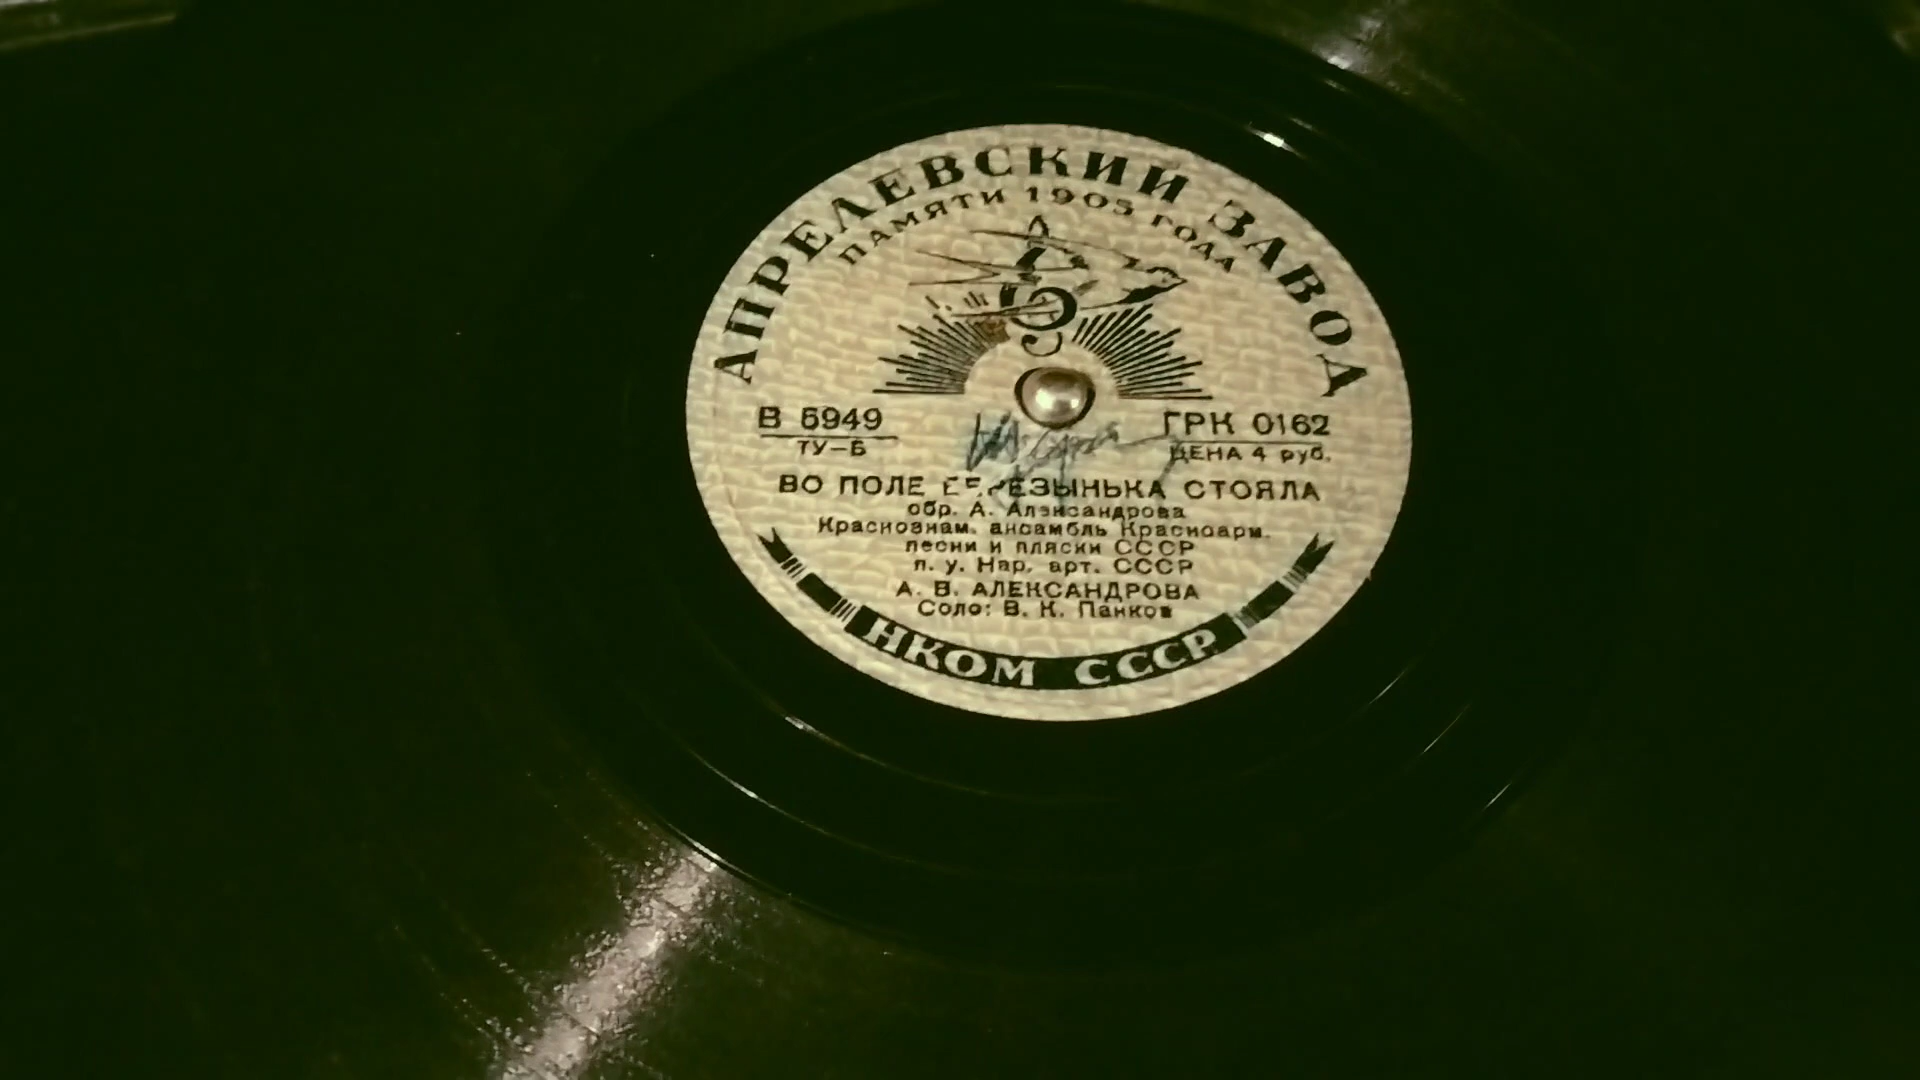 АПРЕЛЕВСКИЙ ЗАВОД
ПАМЯТИ 1905 ГОДА
В 5949
ТУ-Б
ГРК 0162
ЦЕНА 4 руб.
ВО ПОЛЕ БЕРЕЗЫНЬКА СТОЯЛА
обр. А. Александрова
Краснознам. ансамбль Красноарм.
песни и пляски СССР
п. у. Нар. арт. СССР
А. В. АЛЕКСАНДРОВА
Соло: В. К. Панков
НКОМ СССР